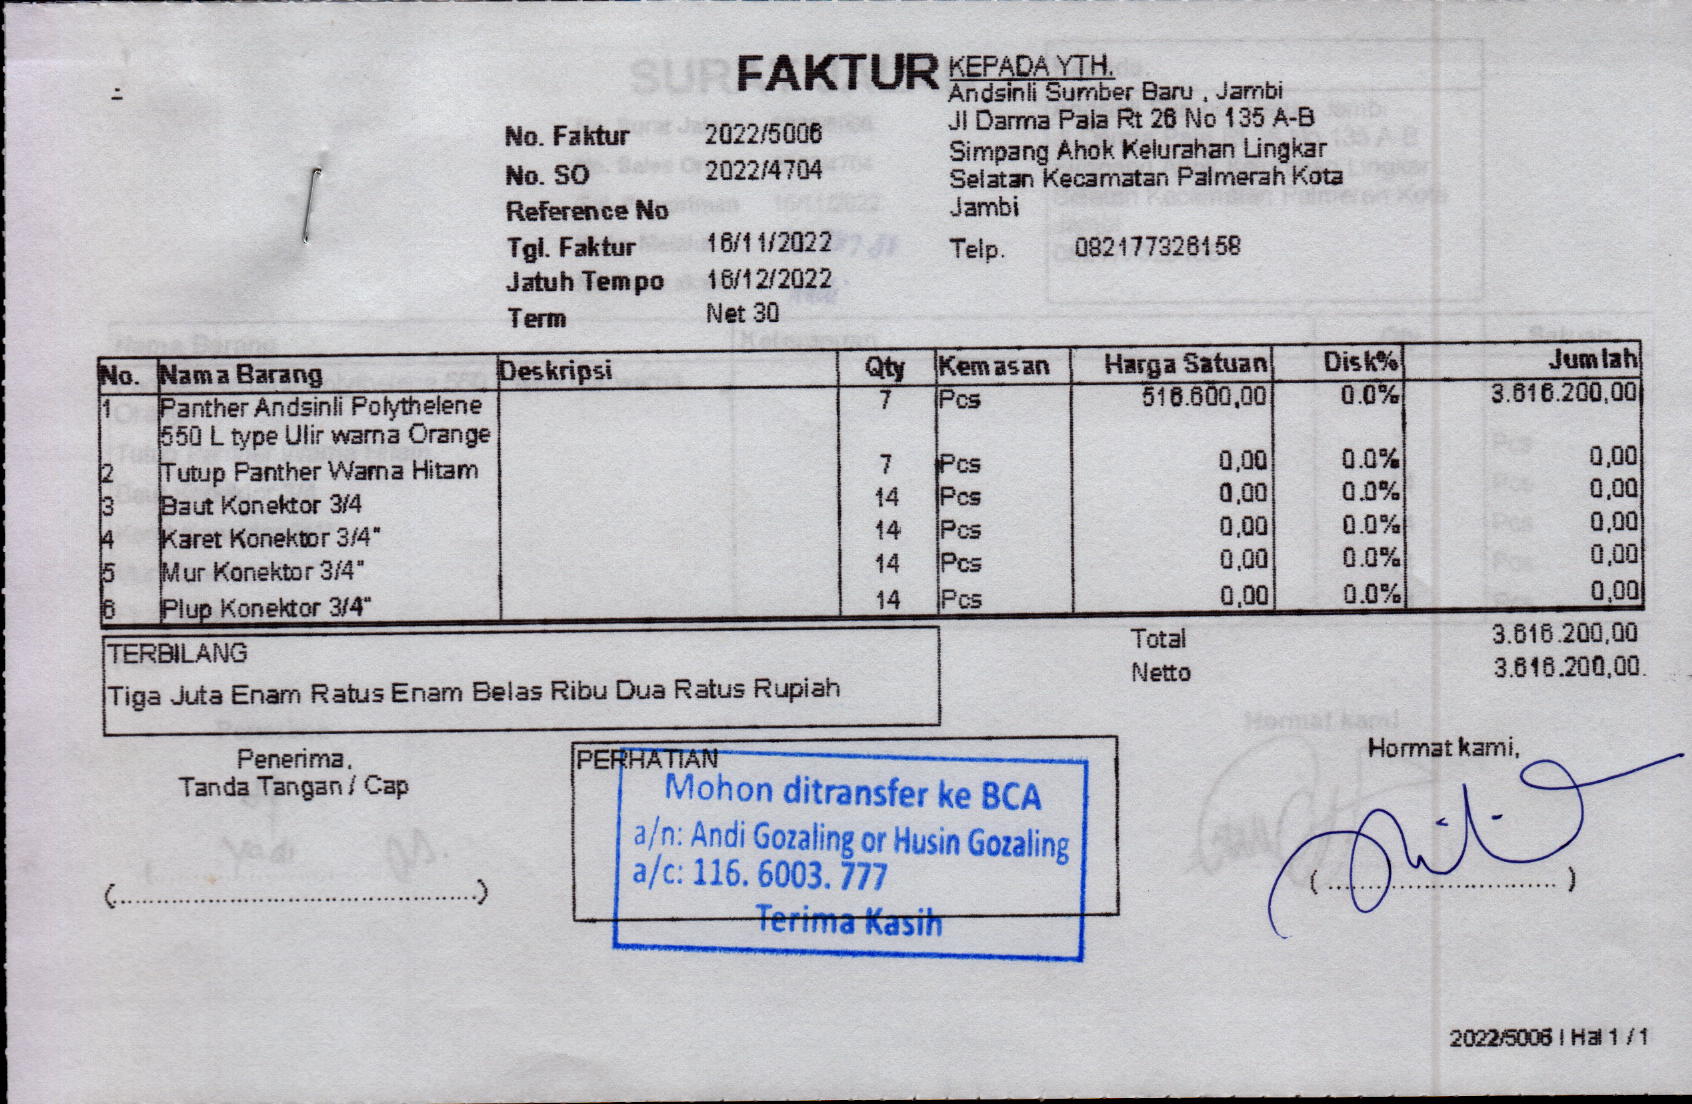 FAKTUR
KEPADA YTH.
Andsinli Sumber Baru , Jambi
Jl Darma Pala Rt 26 No 135 A-B
Simpang Ahok Kelurahan Lingkar
Selatan Kecamatan Palmerah Kota
Jambi
Telp. 082177326158
No. Faktur 2022/5006
No. SO 2022/4704
Reference No
Tgl. Faktur 16/11/2022
Jatuh Tempo 16/12/2022
Term Net 30
No. Nama Barang Deskripsi Qty Kemasan Harga Satuan Disk% Jumlah
1 Panther Andsinli Polythelene 7 Pcs 516.600,00 0.0% 3.616.200,00
550 L type Ulir warna Orange
2 Tutup Panther Warna Hitam 7 Pcs 0,00 0.0% 0,00
3 Baut Konektor 3/4 14 Pcs 0,00 0.0% 0,00
4 Karet Konektor 3/4" 14 Pcs 0,00 0.0% 0,00
5 Mur Konektor 3/4" 14 Pcs 0,00 0.0% 0,00
6 Plup Konektor 3/4" 14 Pcs 0,00 0.0% 0,00
Total 3.616.200,00
Netto 3.616.200,00
TERBILANG
Tiga Juta Enam Ratus Enam Belas Ribu Dua Ratus Rupiah
Penerima,
Tanda Tangan / Cap
(................................................)
PERHATIAN
Mohon ditransfer ke BCA
a/n: Andi Gozaling or Husin Gozaling
a/c: 116. 6003. 777
Terima Kasih
Hormat kami,
( .............................. )
2022/5006 | Hal 1 / 1